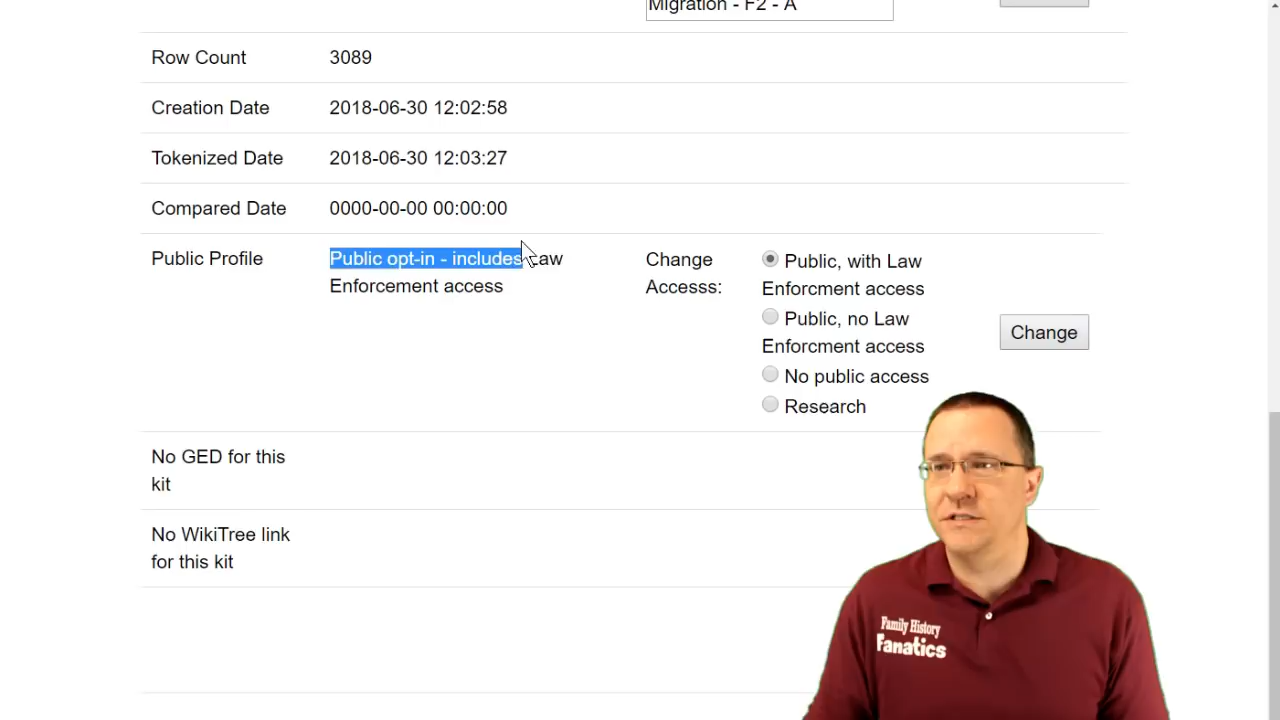 Migration - F2 - A
Row Count 3089
Creation Date 2018-06-30 12:02:58
Tokenized Date 2018-06-30 12:03:27
Compared Date 0000-00-00 00:00:00
Public Profile
Public opt-in - includes Law
Enforcement access
Change
Accesss:
Public, with Law
Enforcment access
Public, no Law
Enforcment access
No public access
Research
Change
No GED for this
kit
No WikiTree link
for this kit
Family History
Fanatics